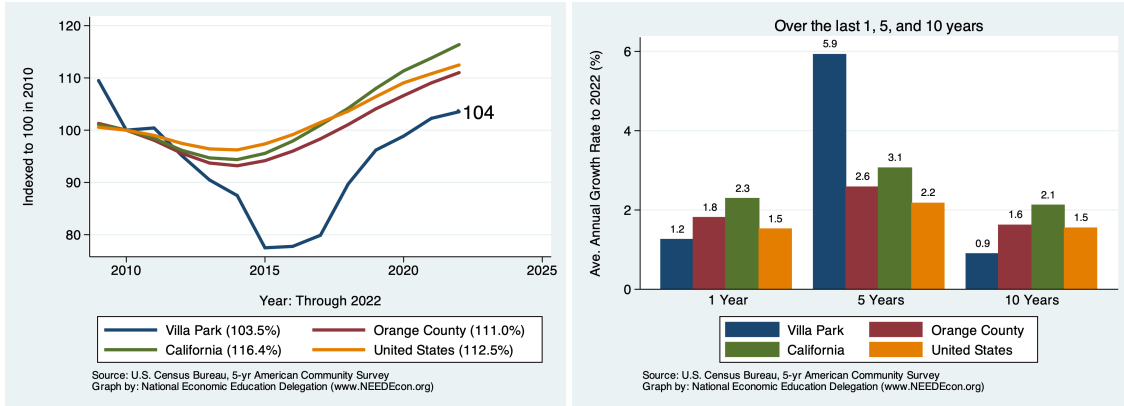 120
110
100
90
80
Indexed to 100 in 2010
104
2010
2015
2020
2025
Year: Through 2022
Villa Park (103.5%)
Orange County (111.0%)
California (116.4%)
United States (112.5%)
Source: U.S. Census Bureau, 5-yr American Community Survey
Graph by: National Economic Education Delegation (www.NEEDEcon.org)
Over the last 1, 5, and 10 years
6
4
2
0
Ave. Annual Growth Rate to 2022 (%)
1.2
1.8
2.3
1.5
5.9
2.6
3.1
2.2
0.9
1.6
2.1
1.5
1 Year
5 Years
10 Years
Villa Park
Orange County
California
United States
Source: U.S. Census Bureau, 5-yr American Community Survey
Graph by: National Economic Education Delegation (www.NEEDEcon.org)